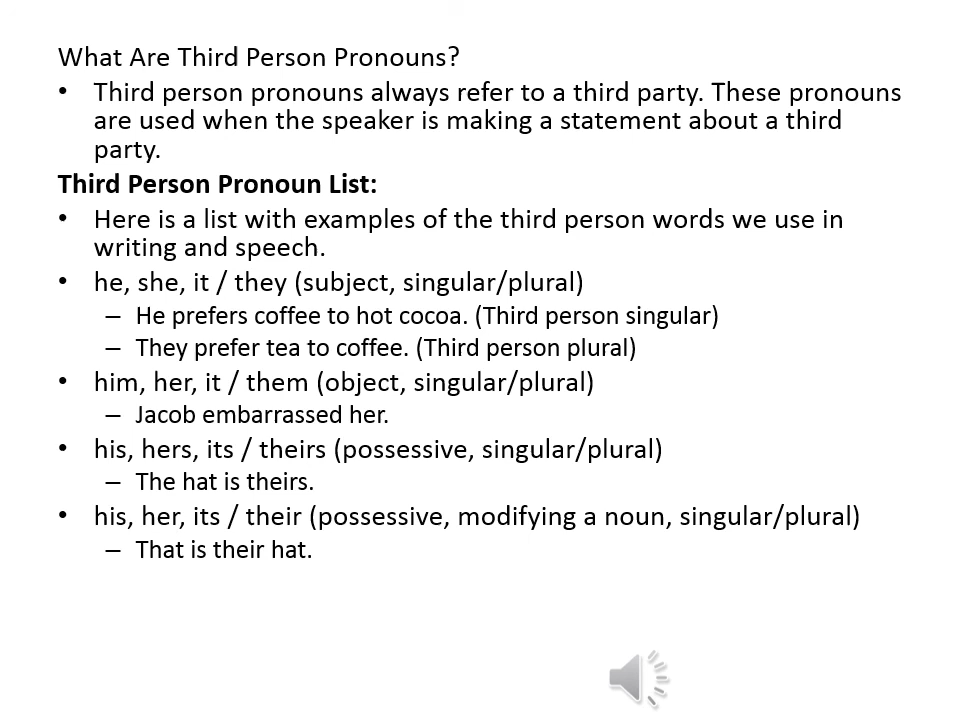 What Are Third Person Pronouns?
• Third person pronouns always refer to a third party. These pronouns
are used when the speaker is making a statement about a third
party.
Third Person Pronoun List:
• Here is a list with examples of the third person words we use in
writing and speech.
• he, she, it / they (subject, singular/plural)
– He prefers coffee to hot cocoa. (Third person singular)
– They prefer tea to coffee. (Third person plural)
• him, her, it / them (object, singular/plural)
– Jacob embarrassed her.
• his, hers, its / theirs (possessive, singular/plural)
– The hat is theirs.
• his, her, its / their (possessive, modifying a noun, singular/plural)
– That is their hat.